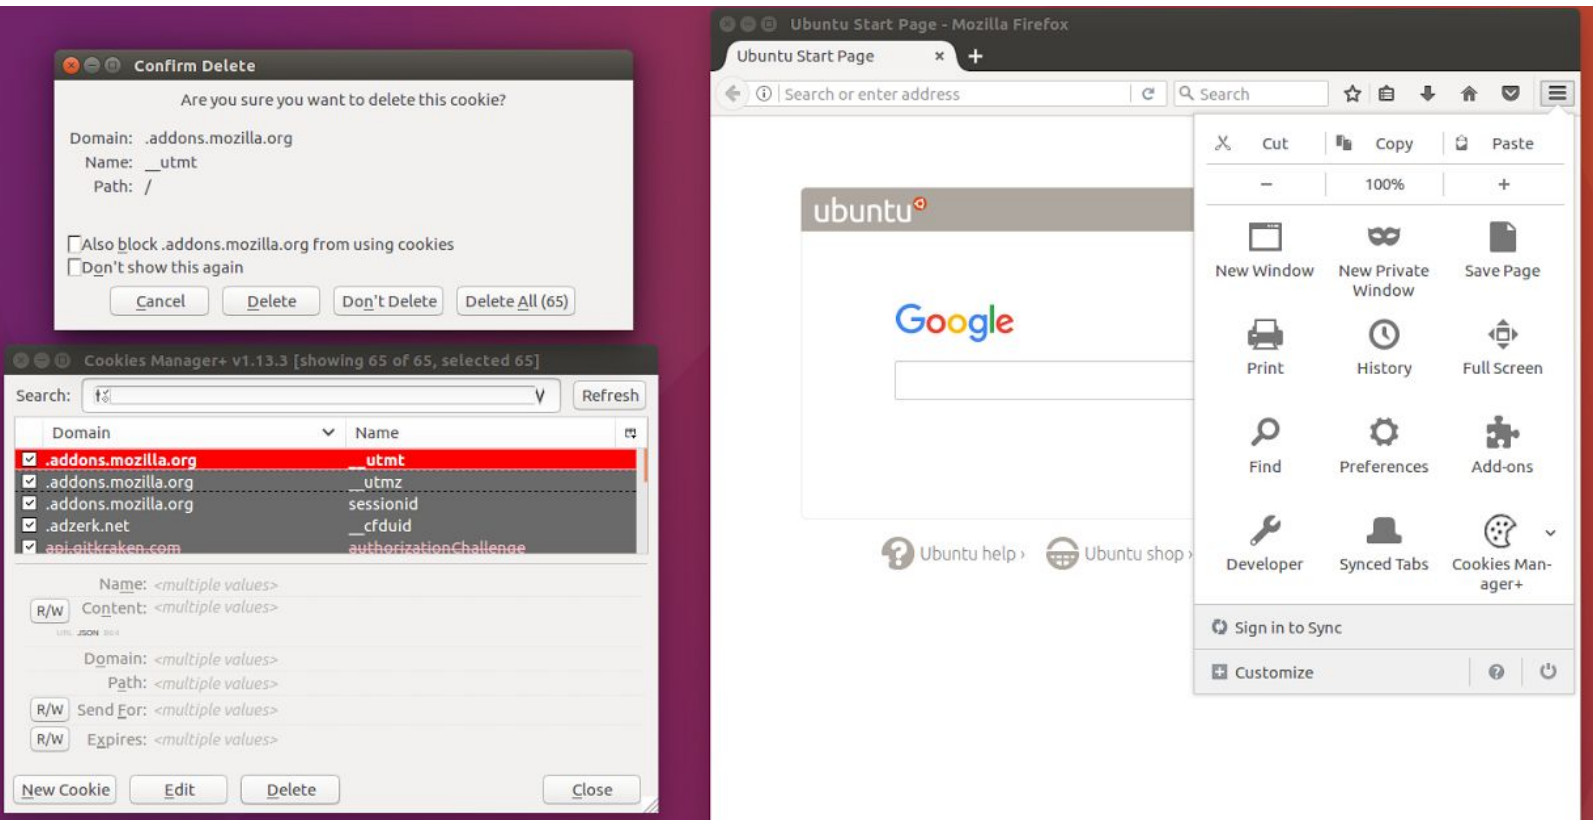 Confirm Delete
Are you sure you want to delete this cookie?
Domain: .addons.mozilla.org
Name: __utmt
Path: /
Also block .addons.mozilla.org from using cookies
Don't show this again
Cancel
Delete
Don't Delete
Delete All (65)
Cookies Manager+ v1.13.3 [showing 65 of 65, selected 65]
Search:
Refresh
Domain
Name
.addons.mozilla.org __utmt
.addons.mozilla.org __utmz
.addons.mozilla.org sessionid
.adzerk.net __cfduid
api.gitkraken.com authorizationChallenge
Name: <multiple values>
R/W Content: <multiple values>
URL JSON B64
Domain: <multiple values>
Path: <multiple values>
R/W Send For: <multiple values>
R/W Expires: <multiple values>
New Cookie
Edit
Delete
Close
Ubuntu Start Page - Mozilla Firefox
Ubuntu Start Page
Search or enter address
Search
ubuntu
Google
Ubuntu help ›
Ubuntu shop ›
Cut
Copy
Paste
− 100% +
New Window
New Private
Window
Save Page
Print
History
Full Screen
Find
Preferences
Add-ons
Developer
Synced Tabs
Cookies Man-
ager+
Sign in to Sync
Customize